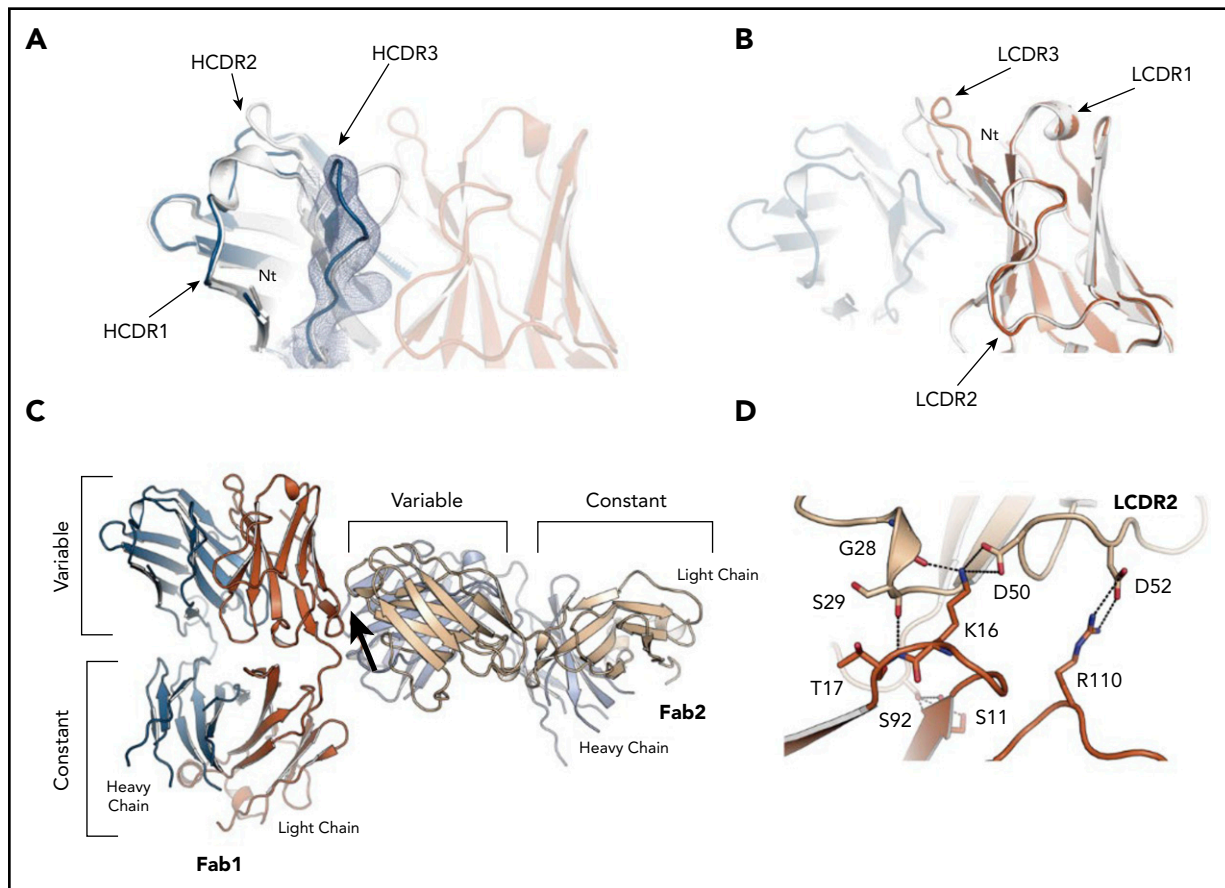 A
HCDR2
HCDR3
Nt
HCDR1
B
LCDR3
LCDR1
Nt
LCDR2
C
Variable
Constant
Variable
Constant
Light Chain
Heavy
Chain
Light Chain
Fab1
Fab2
Heavy Chain
D
LCDR2
G28
S29
D50
D52
K16
T17
R110
S92
S11